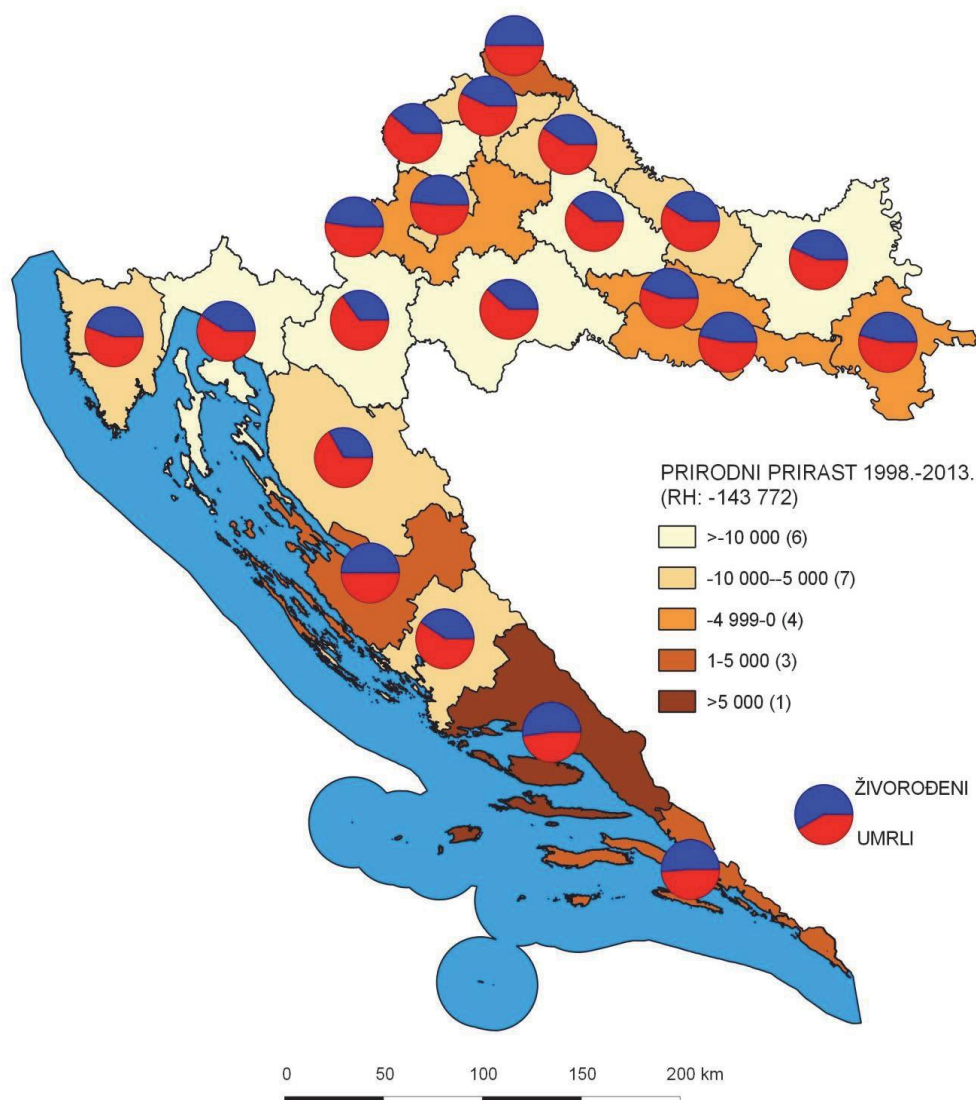 PRIRODNI PRIRAST 1998.-2013.
(RH: -143 772)
>-10 000 (6)
-10 000--5 000 (7)
-4 999-0 (4)
1-5 000 (3)
>5 000 (1)
ŽIVOROĐENI
UMRLI
0 50 100 150 200 km